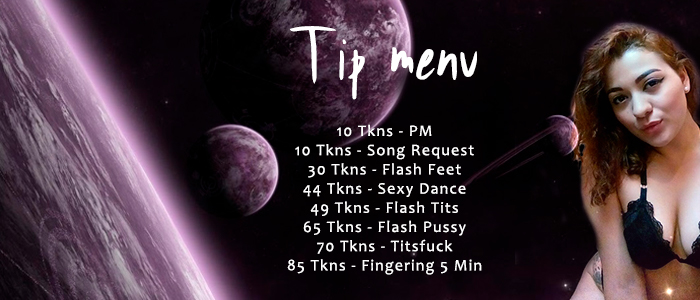 Tip menu
10 Tkns - PM
10 Tkns - Song Request
30 Tkns - Flash Feet
44 Tkns - Sexy Dance
49 Tkns - Flash Tits
65 Tkns - Flash Pussy
70 Tkns - Titsfuck
85 Tkns - Fingering 5 Min